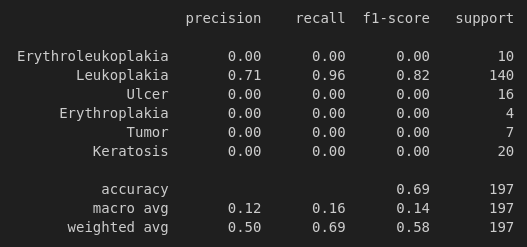 precision recall f1-score support
Erythroleukoplakia 0.00 0.00 0.00 10
Leukoplakia 0.71 0.96 0.82 140
Ulcer 0.00 0.00 0.00 16
Erythroplakia 0.00 0.00 0.00 4
Tumor 0.00 0.00 0.00 7
Keratosis 0.00 0.00 0.00 20
accuracy 0.69 197
macro avg 0.12 0.16 0.14 197
weighted avg 0.50 0.69 0.58 197